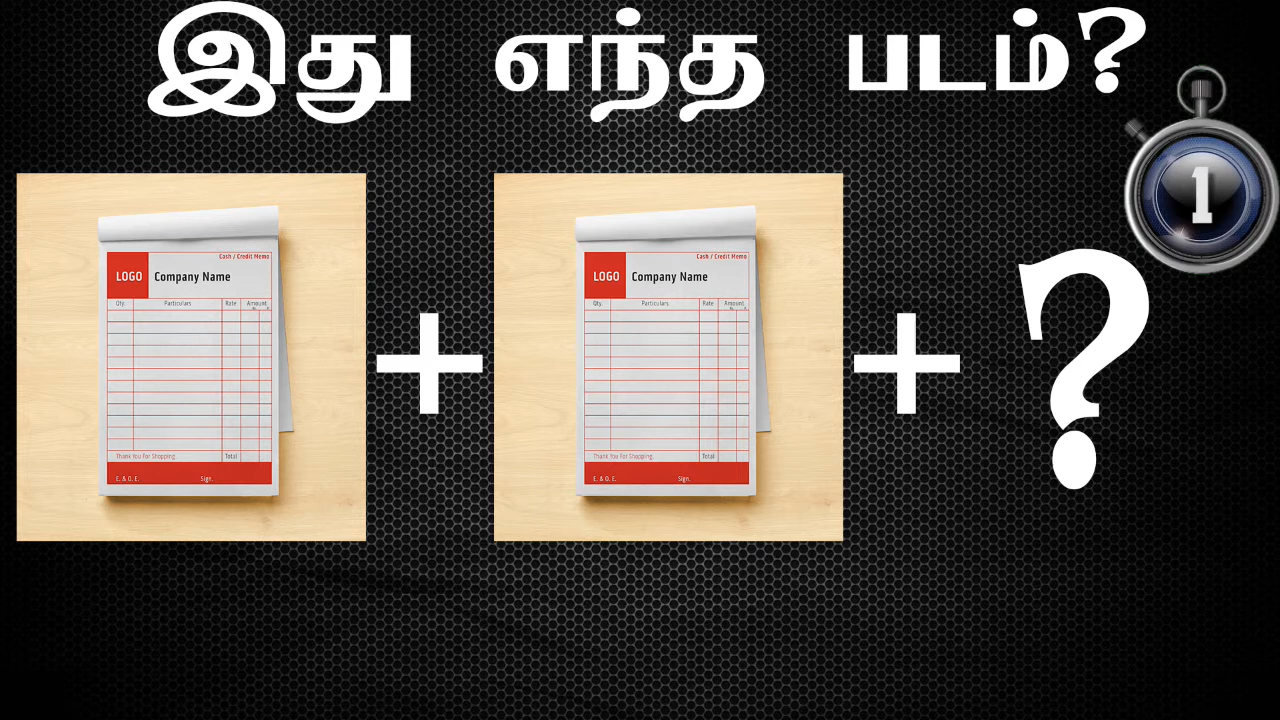 இது எந்த படம்?
1
Cash / Credit Memo
LOGO Company Name
Qty. Particulars Rate Amount
Thank You For Shopping. Total
E. & O. E. Sign.
+
Cash / Credit Memo
LOGO Company Name
Qty. Particulars Rate Amount
Thank You For Shopping. Total
E. & O. E. Sign.
+
?